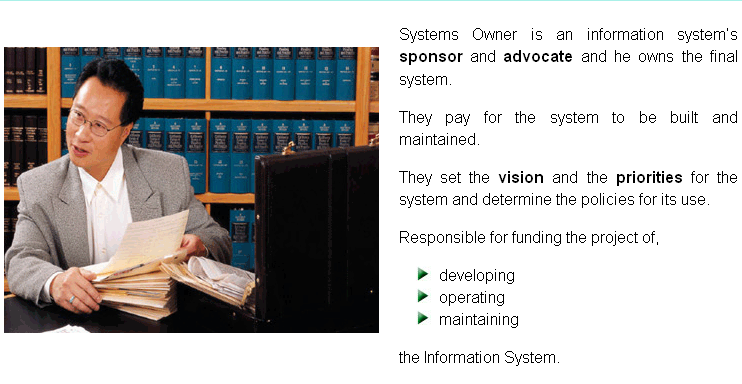 Systems Owner is an information system's
sponsor and advocate and he owns the final
system.
They pay for the system to be built and
maintained.
They set the vision and the priorities for the
system and determine the policies for its use.
Responsible for funding the project of,
developing
operating
maintaining
the Information System.